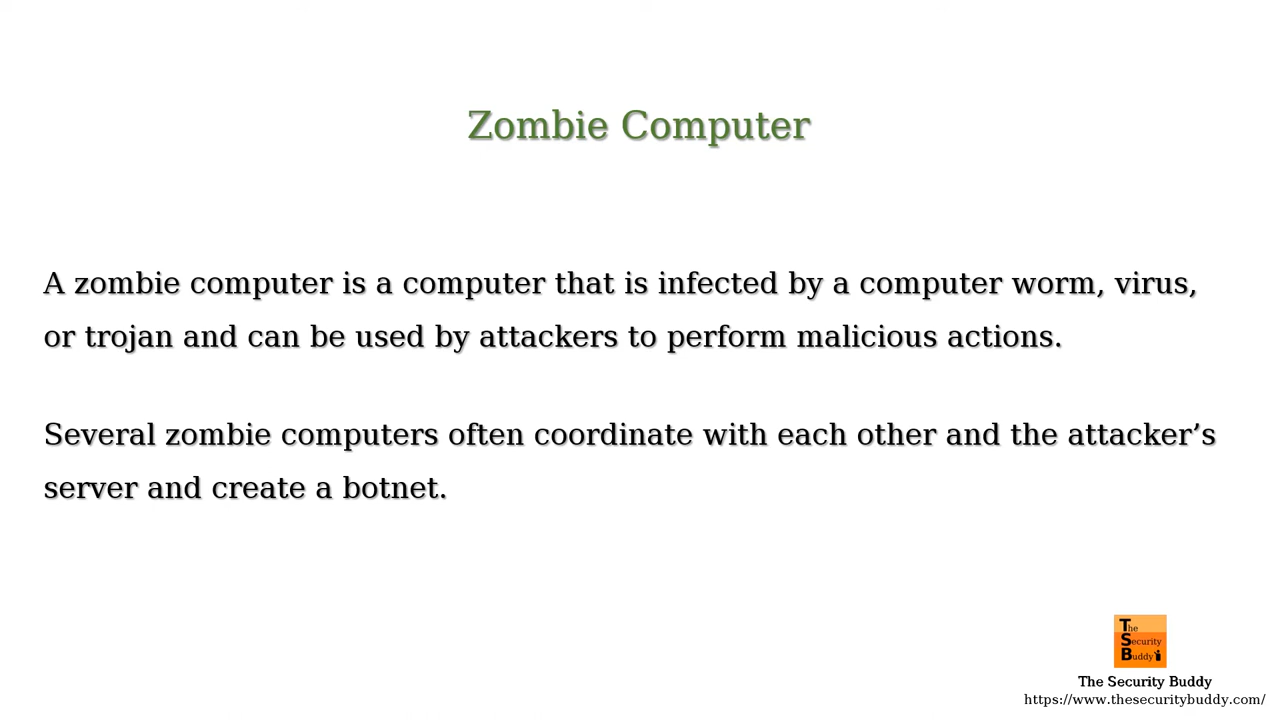 Zombie Computer
A zombie computer is a computer that is infected by a computer worm, virus,
or trojan and can be used by attackers to perform malicious actions.
Several zombie computers often coordinate with each other and the attacker’s
server and create a botnet.
The
Security
Buddy
The Security Buddy
https://www.thesecuritybuddy.com/